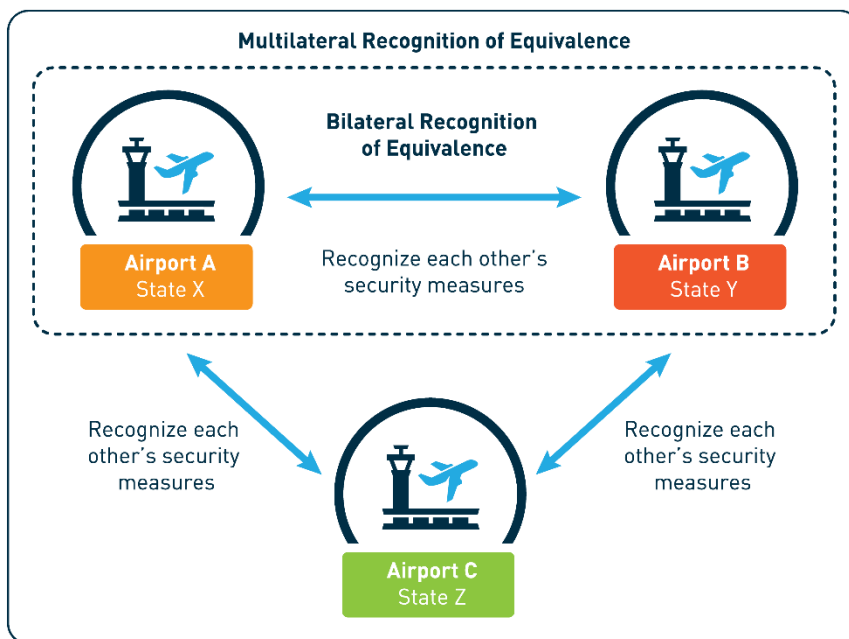 Multilateral Recognition of Equivalence
Bilateral Recognition
of Equivalence
Airport A
State X
Recognize each other's
security measures
Airport B
State Y
Recognize each
other's security
measures
Recognize each
other's security
measures
Airport C
State Z